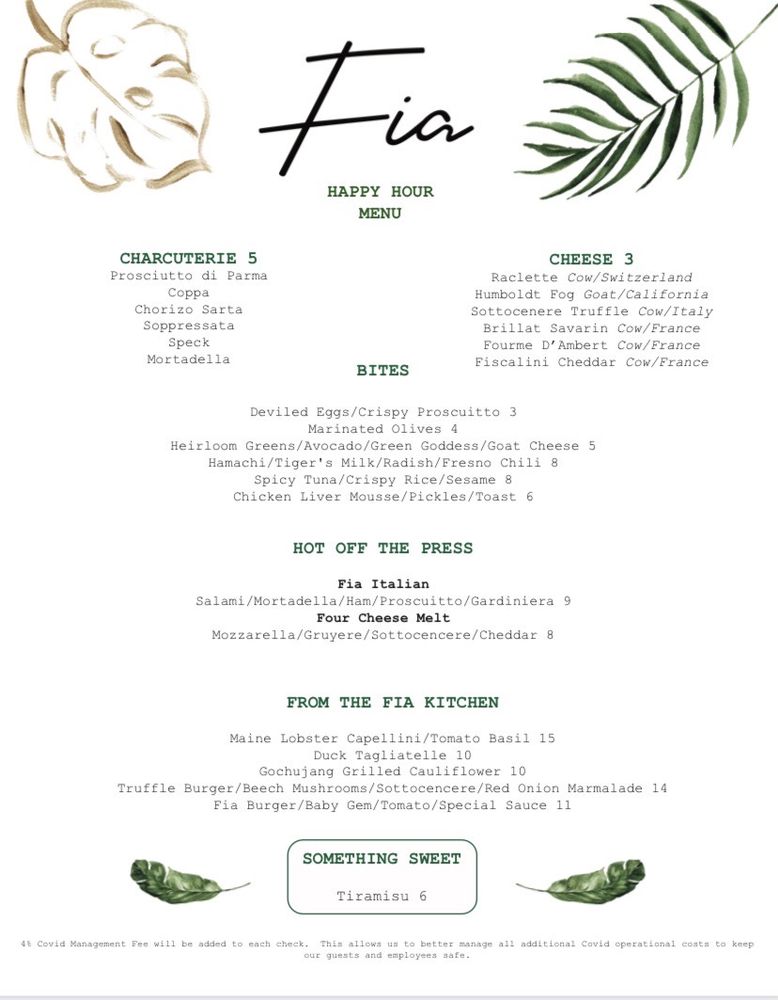 Fia
HAPPY HOUR
MENU
CHARCUTERIE 5
Prosciutto di Parma
Coppa
Chorizo Sarta
Soppressata
Speck
Mortadella
CHEESE 3
Raclette Cow/Switzerland
Humboldt Fog Goat/California
Sottocenere Truffle Cow/Italy
Brillat Savarin Cow/France
Fourme D’Ambert Cow/France
Fiscalini Cheddar Cow/France
BITES
Deviled Eggs/Crispy Proscuitto 3
Marinated Olives 4
Heirloom Greens/Avocado/Green Goddess/Goat Cheese 5
Hamachi/Tiger's Milk/Radish/Fresno Chili 8
Spicy Tuna/Crispy Rice/Sesame 8
Chicken Liver Mousse/Pickles/Toast 6
HOT OFF THE PRESS
Fia Italian
Salami/Mortadella/Ham/Proscuitto/Gardiniera 9
Four Cheese Melt
Mozzarella/Gruyere/Sottocencere/Cheddar 8
FROM THE FIA KITCHEN
Maine Lobster Capellini/Tomato Basil 15
Duck Tagliatelle 10
Gochujang Grilled Cauliflower 10
Truffle Burger/Beech Mushrooms/Sottocencere/Red Onion Marmalade 14
Fia Burger/Baby Gem/Tomato/Special Sauce 11
SOMETHING SWEET
Tiramisu 6
4% Covid Management Fee will be added to each check.  This allows us to better manage all additional Covid operational costs to keep
our guests and employees safe.